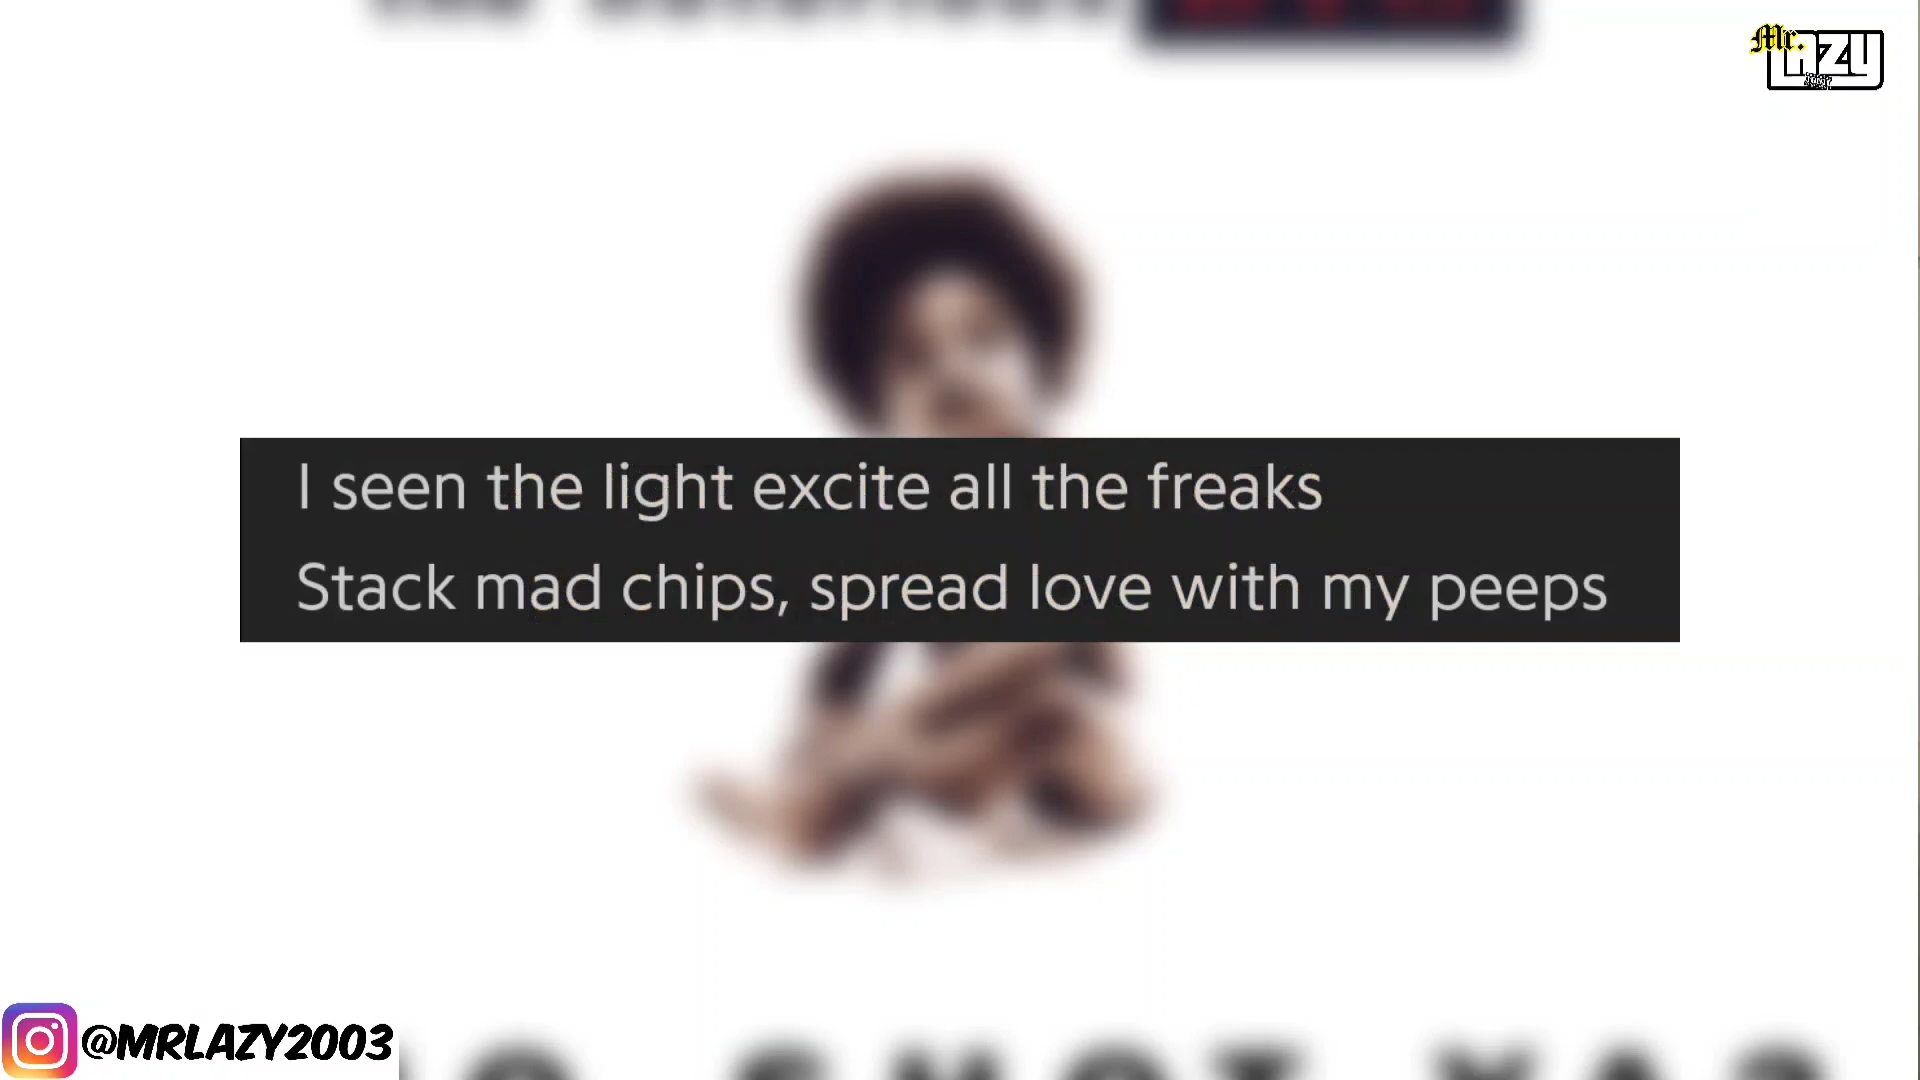 Mr.
LAZY
I seen the light excite all the freaks
Stack mad chips, spread love with my peeps
@MRLAZY2003